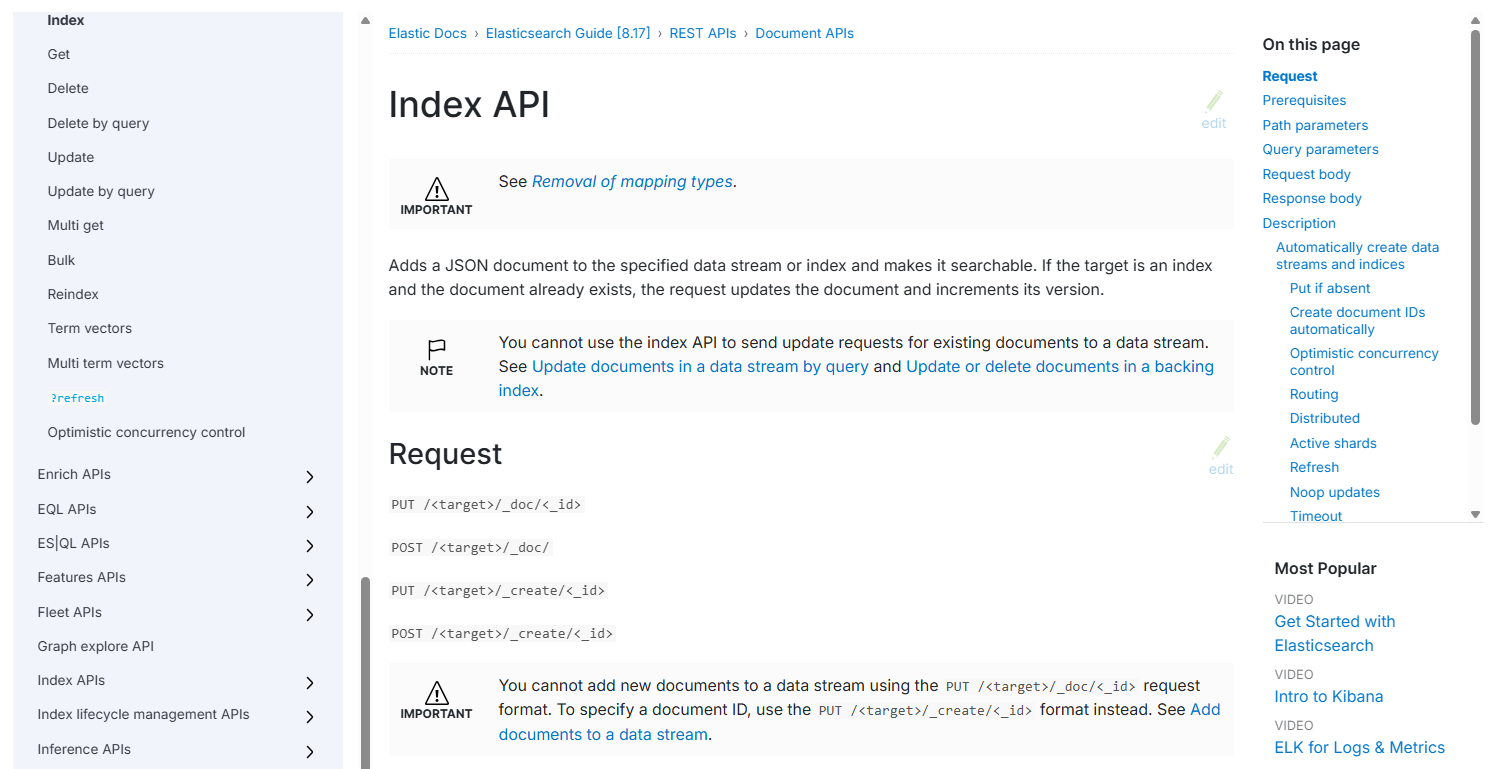 Index
Get
Delete
Delete by query
Update
Update by query
Multi get
Bulk
Reindex
Term vectors
Multi term vectors
?refresh
Optimistic concurrency control
Enrich APIs
EQL APIs
ES|QL APIs
Features APIs
Fleet APIs
Graph explore API
Index APIs
Index lifecycle management APIs
Inference APIs
Elastic Docs › Elasticsearch Guide [8.17] › REST APIs › Document APIs
Index API
edit
IMPORTANT
See Removal of mapping types.
Adds a JSON document to the specified data stream or index and makes it searchable. If the target is an index
and the document already exists, the request updates the document and increments its version.
NOTE
You cannot use the index API to send update requests for existing documents to a data stream.
See Update documents in a data stream by query and Update or delete documents in a backing
index.
Request
edit
PUT /<target>/_doc/<_id>
POST /<target>/_doc/
PUT /<target>/_create/<_id>
POST /<target>/_create/<_id>
IMPORTANT
You cannot add new documents to a data stream using the PUT /<target>/_doc/<_id> request
format. To specify a document ID, use the PUT /<target>/_create/<_id> format instead. See Add
documents to a data stream.
On this page
Request
Prerequisites
Path parameters
Query parameters
Request body
Response body
Description
Automatically create data
streams and indices
Put if absent
Create document IDs
automatically
Optimistic concurrency
control
Routing
Distributed
Active shards
Refresh
Noop updates
Timeout
Most Popular
VIDEO
Get Started with
Elasticsearch
VIDEO
Intro to Kibana
VIDEO
ELK for Logs & Metrics